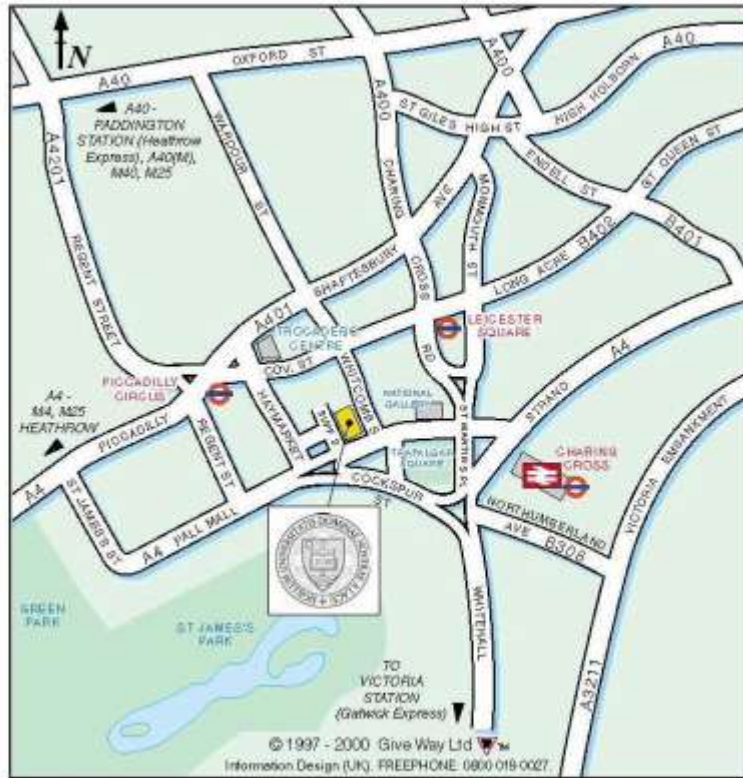 N
A40
OXFORD ST
A400
A400
A40
HIGH HOLBORN
ST GILES HIGH ST
A40 -
PADDINGTON
STATION (Heathrow
Express), A40(M),
M40, M25
A4201
WARDOUR ST
CHARING
CROSS
RD
AVE
SHAFTESBURY
A401
MONMOUTH ST
ENDELL ST
GT QUEEN ST
B401
LONG ACRE
B402
REGENT STREET
TROCADERO
CENTRE
LEICESTER
SQUARE
PICCADILLY
CIRCUS
COV. ST
WHITCOMB S
NATIONAL
GALLERY
STRAND
A4
A4 -
M4, M25
HEATHROW
PICCADILLY
REGENT ST
HAYMARKET
TRAFALGAR
SQUARE
ST MARTIN'S PL
CHARING
CROSS
VICTORIA EMBANKMENT
A4
ST JAMES'S ST
A4
PALL MALL
COCKSPUR
ST
NORTHUMBERLAND
AVE
B308
GREEN
PARK
ST JAMES'S
PARK
WHITEHALL
A3211
TO
VICTORIA
STATION
(Gatwick Express)
© 1997 - 2000 Give Way Ltd TM
Information Design (UK). FREEPHONE 0800 019 0027.